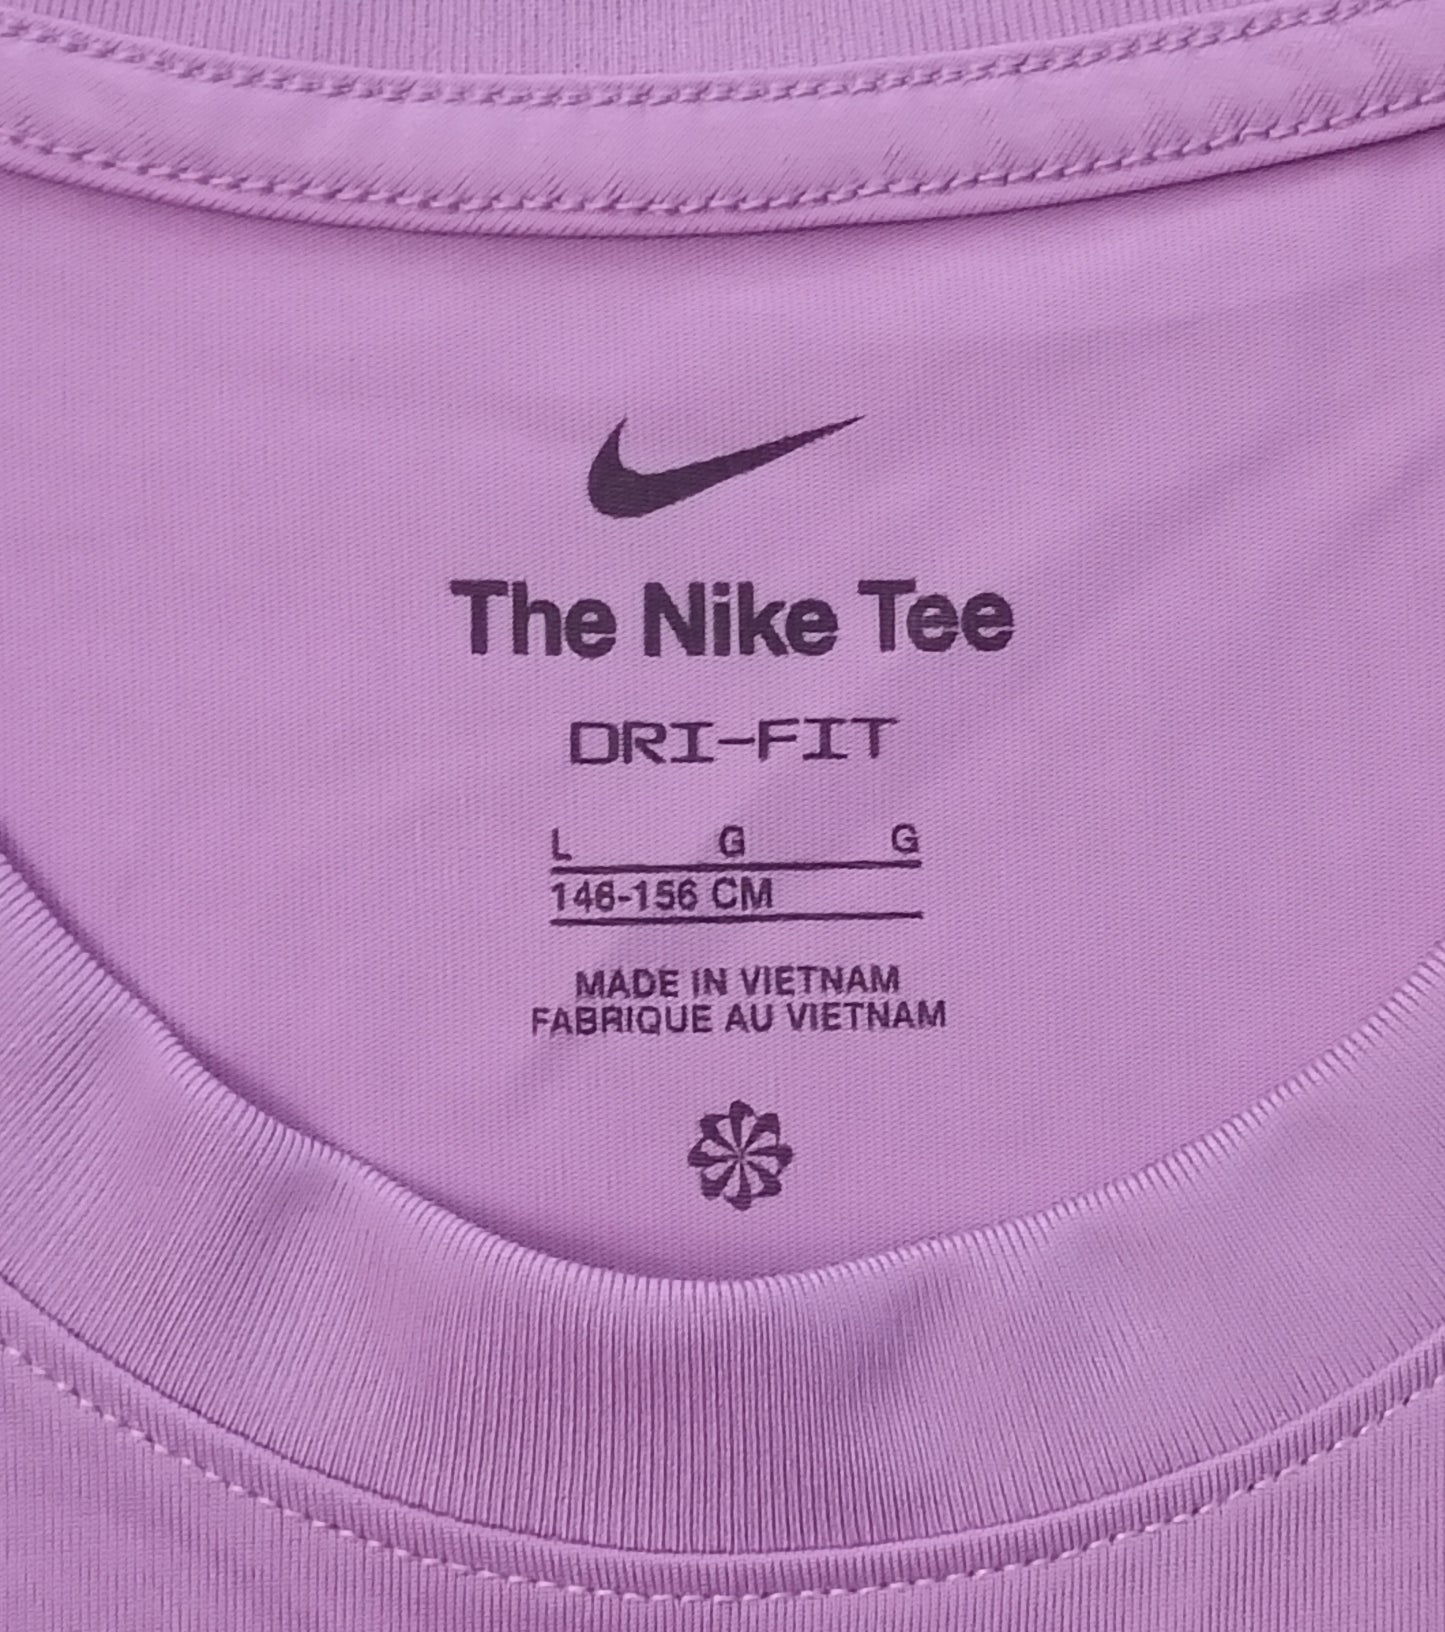 The Nike Tee
DRI-FIT
L G G
146-156 CM
MADE IN VIETNAM
FABRIQUE AU VIETNAM